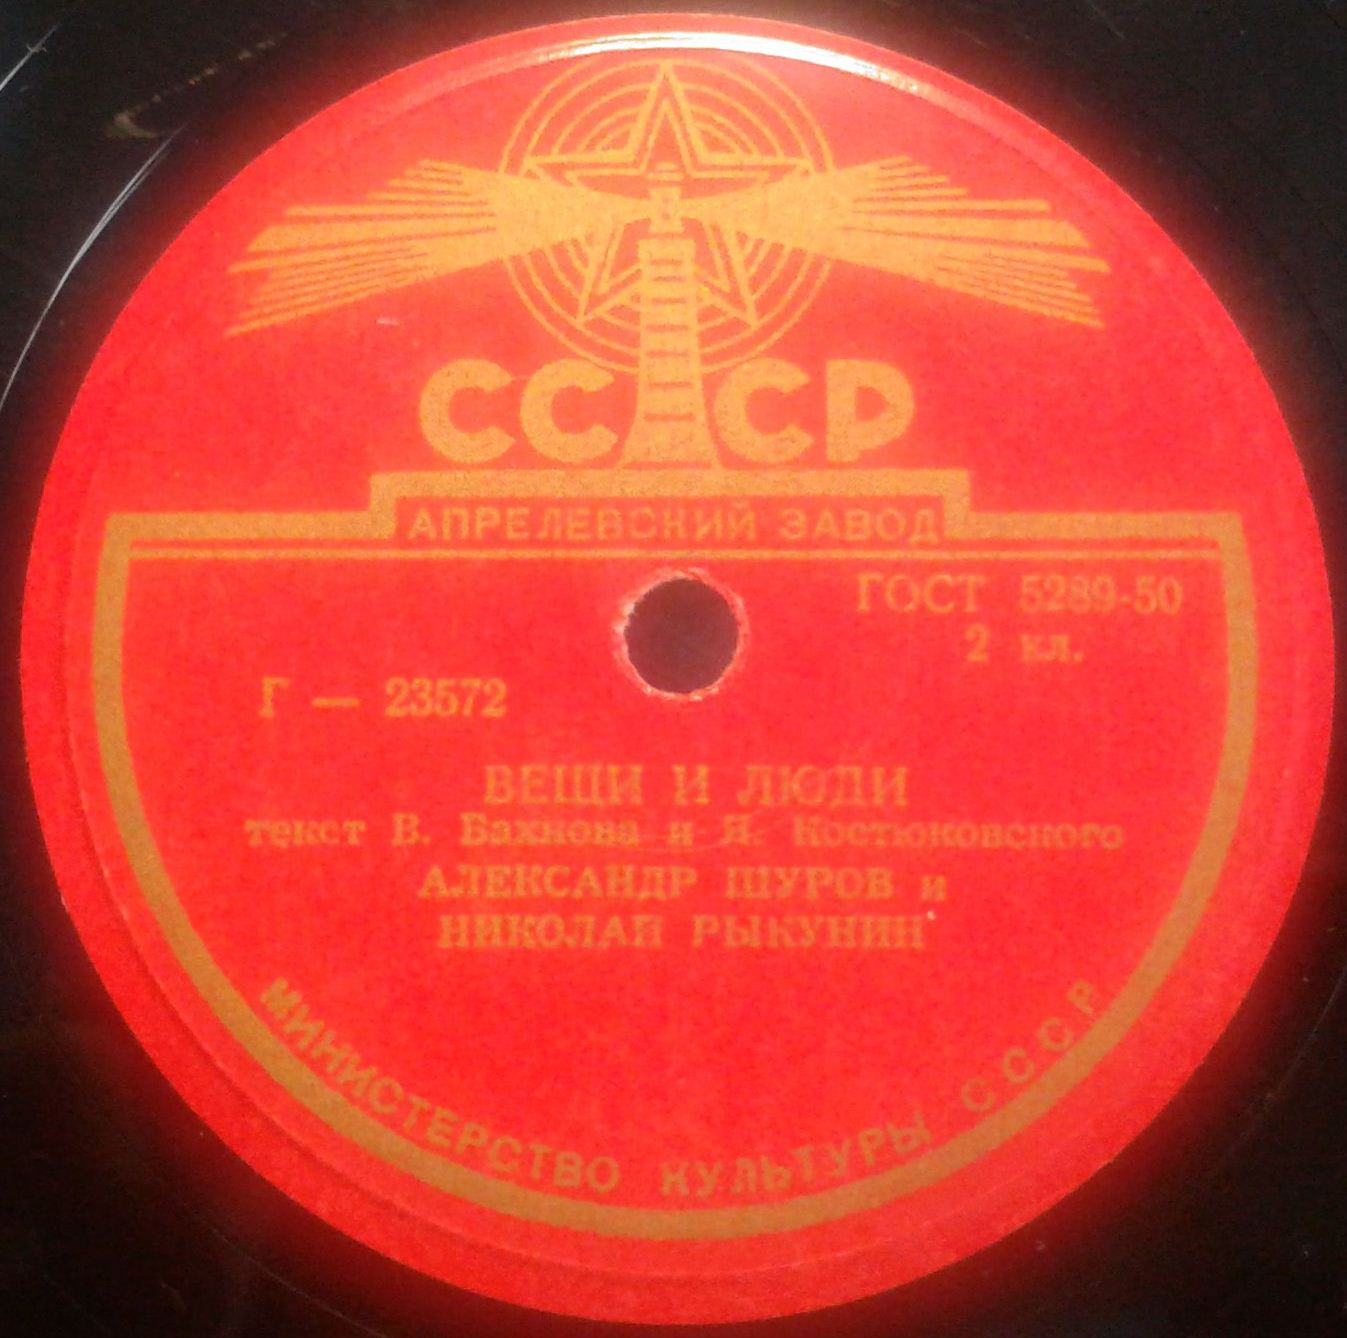 СССР
АПРЕЛЕВСКИЙ ЗАВОД
ГОСТ 5289-50
2 кл.
Г — 23572
ВЕЩИ И ЛЮДИ
текст В. Бахнова и Я. Костюковского
АЛЕКСАНДР ШУРОВ и
НИКОЛАЙ РЫКУНИН
МИНИСТЕРСТВО КУЛЬТУРЫ СССР